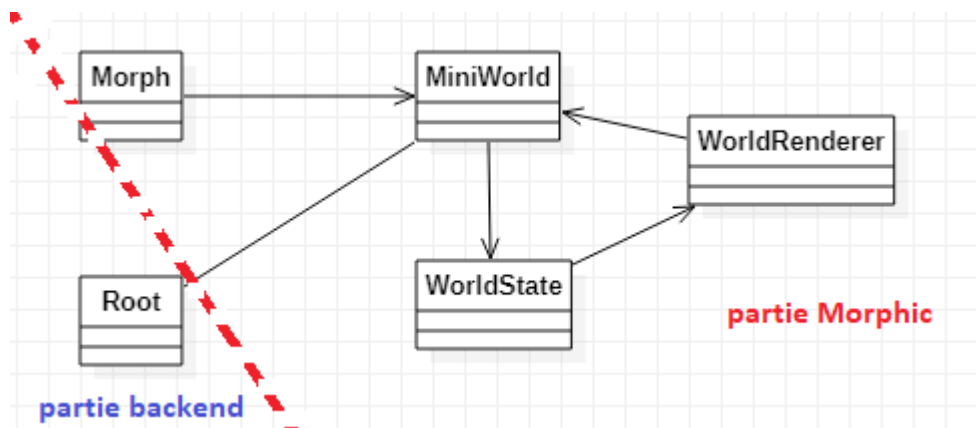 Morph
MiniWorld
WorldRenderer
Root
WorldState
partie Morphic
partie backend